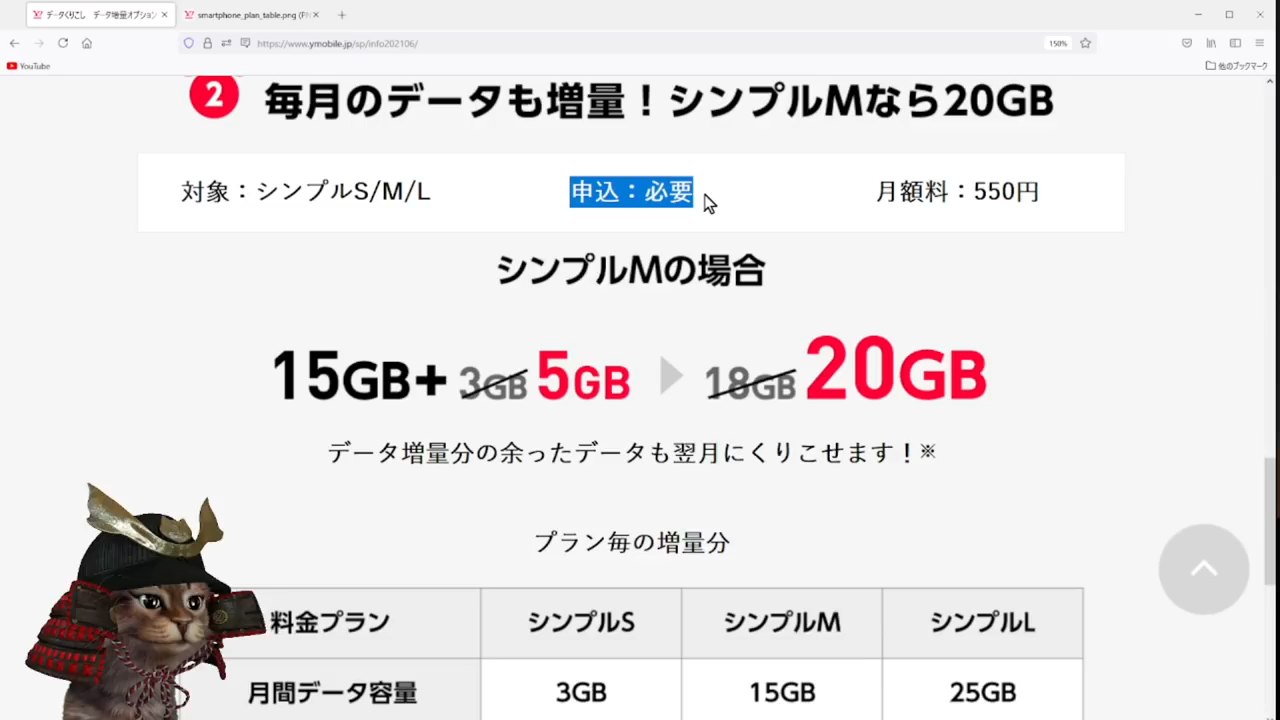 データくりこし データ増量オプション
smartphone_plan_table.png (PN
https://www.ymobile.jp/sp/info202106/
150%
YouTube
他のブックマーク
2 毎月のデータも増量！シンプルMなら20GB
対象：シンプルS/M/L 申込：必要 月額料：550円
シンプルMの場合
15GB+ 3GB 5GB 18GB 20GB
データ増量分の余ったデータも翌月にくりこせます！※
プラン毎の増量分
料金プラン シンプルS シンプルM シンプルL
月間データ容量 3GB 15GB 25GB